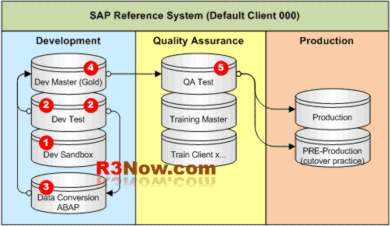 SAP Reference System (Default Client 000)
Development
Quality Assurance
Production
4
Dev Master (Gold)
5
QA Test
2
2
Dev Test
Training Master
Production
1
Dev Sandbox
Train Client x...
PRE-Production
(cutover practice)
R3Now.com
3
Data Conversion
ABAP